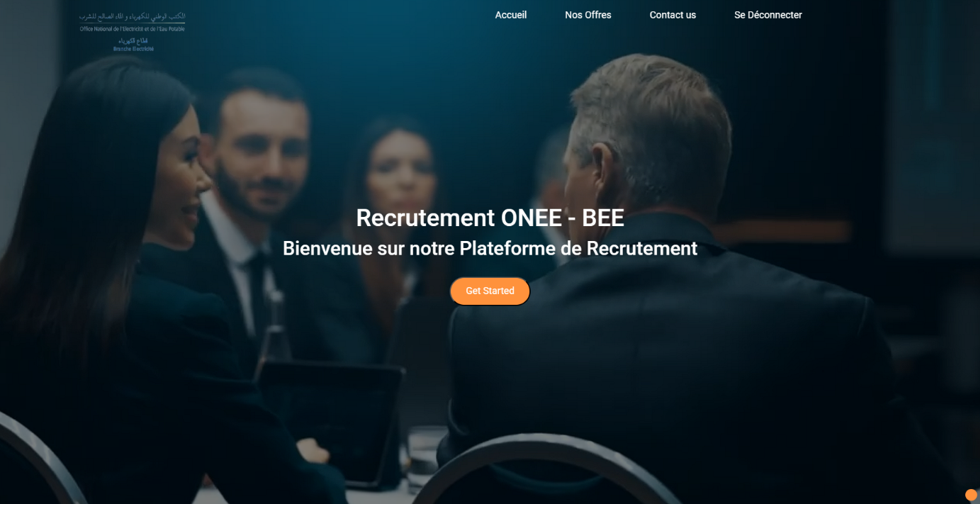 المكتب الوطني للكهرباء و الماء الصالح للشرب
Office National de l'Electricité et de l'Eau Potable
قطاع الكهرباء
Branche Electricité
Accueil
Nos Offres
Contact us
Se Déconnecter
Recrutement ONEE - BEE
Bienvenue sur notre Plateforme de Recrutement
Get Started